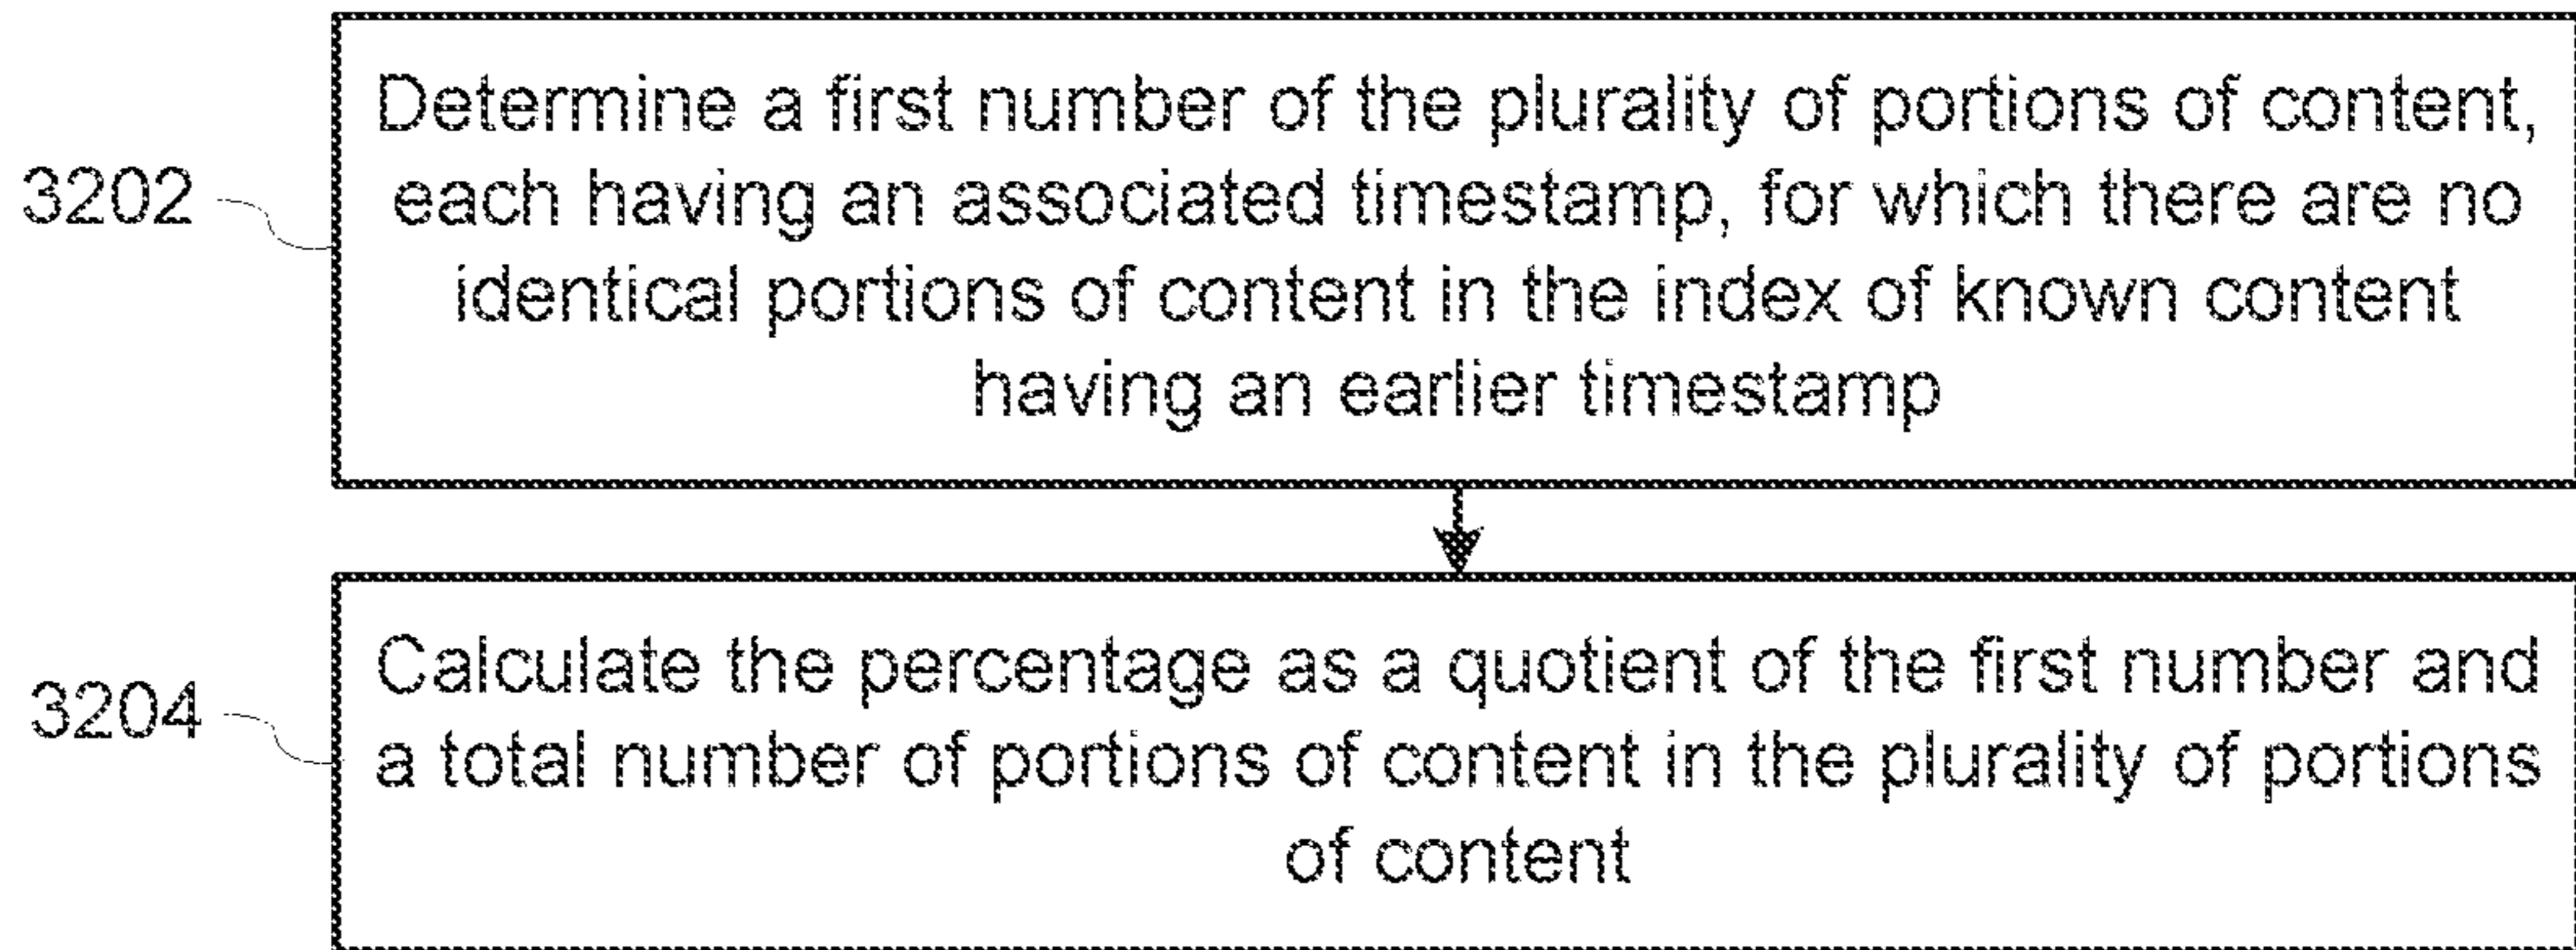 3202
Determine a first number of the plurality of portions of content,
each having an associated timestamp, for which there are no
identical portions of content in the index of known content
having an earlier timestamp
3204
Calculate the percentage as a quotient of the first number and
a total number of portions of content in the plurality of portions
of content